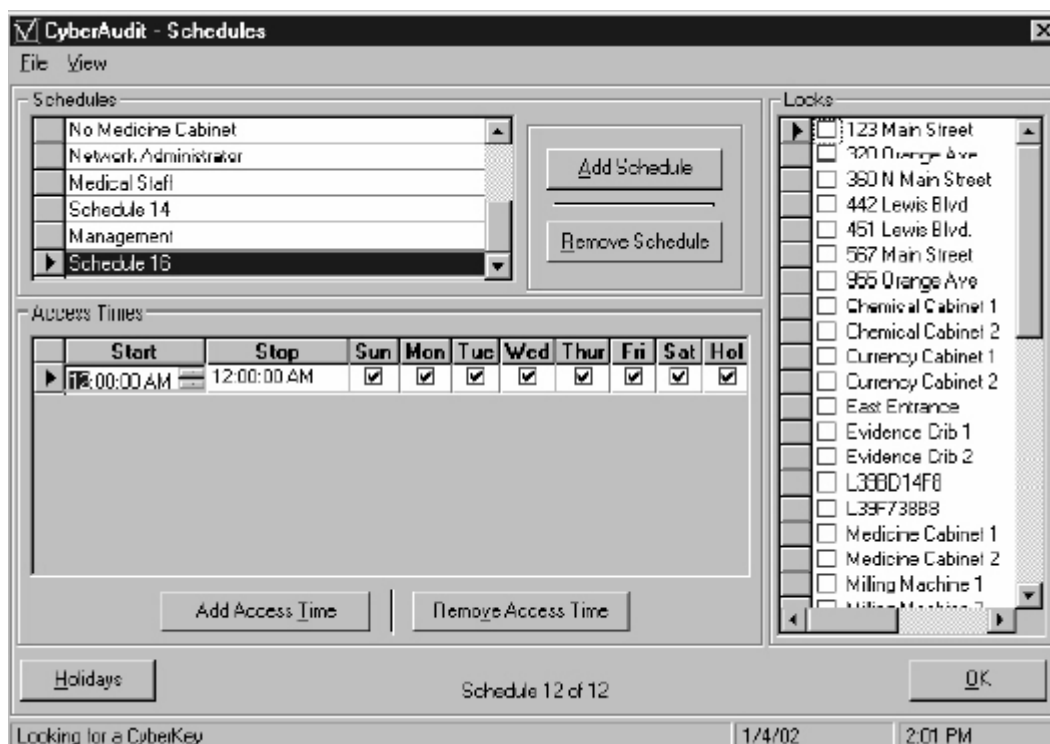 CyberAudit - Schedules
File View
Schedules
No Medicine Cabinet
Network Administrator
Medical Staff
Schedule 14
Management
Schedule 16
Add Schedule
Remove Schedule
Access Times
Start Stop Sun Mon Tue Wed Thur Fri Sat Hol
12:00:00 AM 12:00:00 AM
Add Access Time
Remove Access Time
Locks
123 Main Street
320 Orange Ave
360 N Main Street
442 Lewis Blvd
451 Lewis Blvd.
567 Main Street
955 Orange Ave
Chemical Cabinet 1
Chemical Cabinet 2
Currency Cabinet 1
Currency Cabinet 2
East Entrance
Evidence Crib 1
Evidence Crib 2
Medicine Cabinet 1
Medicine Cabinet 2
Milling Machine 1
Milling Machine 2
Holidays
Schedule 12 of 12
OK
Looking for a CyberKey
1/4/02
2:01 PM